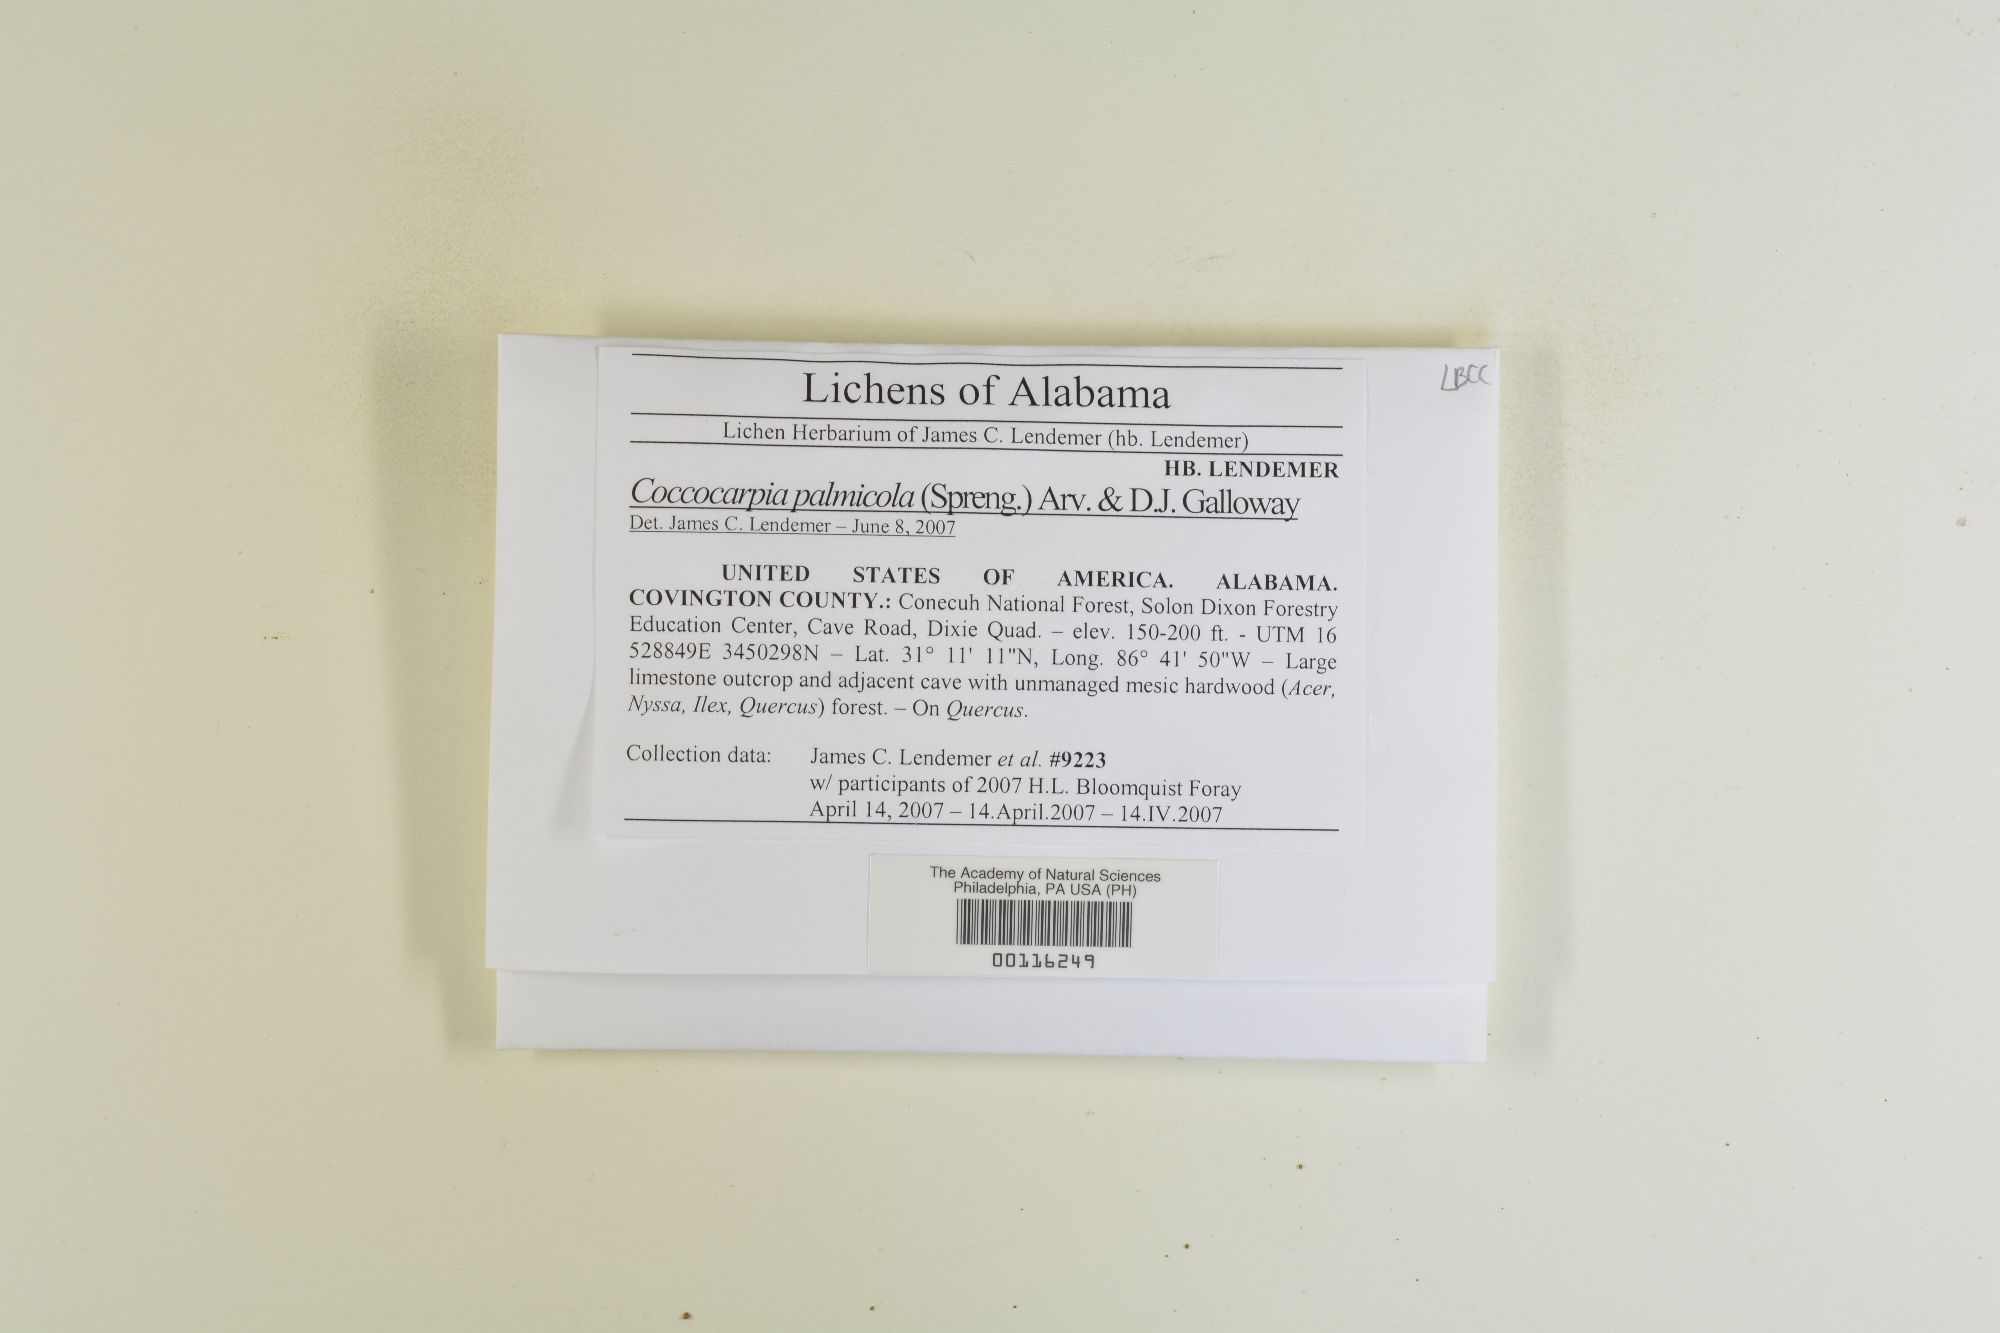 LBCC
Lichens of Alabama
Lichen Herbarium of James C. Lendemer (hb. Lendemer)
HB. LENDEMER
Coccocarpia palmicola (Spreng.) Arv. & D.J. Galloway
Det. James C. Lendemer – June 8, 2007
UNITED STATES OF AMERICA. ALABAMA.
COVINGTON COUNTY.: Conecuh National Forest, Solon Dixon Forestry
Education Center, Cave Road, Dixie Quad. – elev. 150-200 ft. - UTM 16
528849E 3450298N – Lat. 31° 11' 11"N, Long. 86° 41' 50"W – Large
limestone outcrop and adjacent cave with unmanaged mesic hardwood (Acer,
Nyssa, Ilex, Quercus) forest. – On Quercus.
Collection data: James C. Lendemer et al. #9223
w/ participants of 2007 H.L. Bloomquist Foray
April 14, 2007 – 14.April.2007 – 14.IV.2007
The Academy of Natural Sciences
Philadelphia, PA USA (PH)
00116249